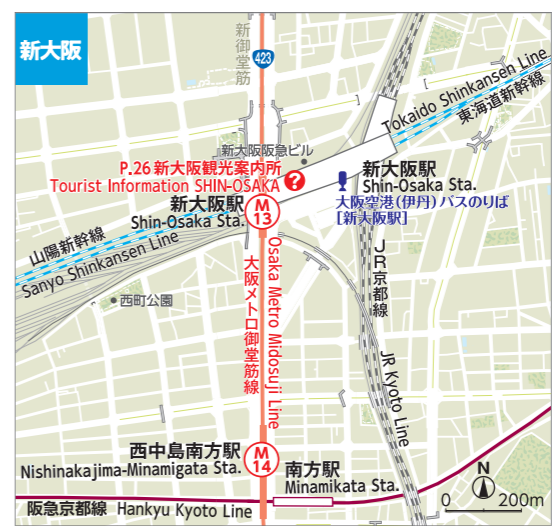 新大阪
新御堂筋
423
Tokaido Shinkansen Line
東海道新幹線
新大阪阪急ビル
P.26 新大阪観光案内所
Tourist Information SHIN-OSAKA
?
新大阪駅
Shin-Osaka Sta.
大阪空港(伊丹)バスのりば
[新大阪駅]
新大阪駅
Shin-Osaka Sta.
M
13
山陽新幹線
Sanyo Shinkansen Line
西町公園
大阪メトロ御堂筋線
Osaka Metro Midosuji Line
JR京都線
JR Kyoto Line
西中島南方駅
Nishinakajima-Minamigata Sta.
M
14
南方駅
Minamikata Sta.
阪急京都線 Hankyu Kyoto Line
N
0 200m